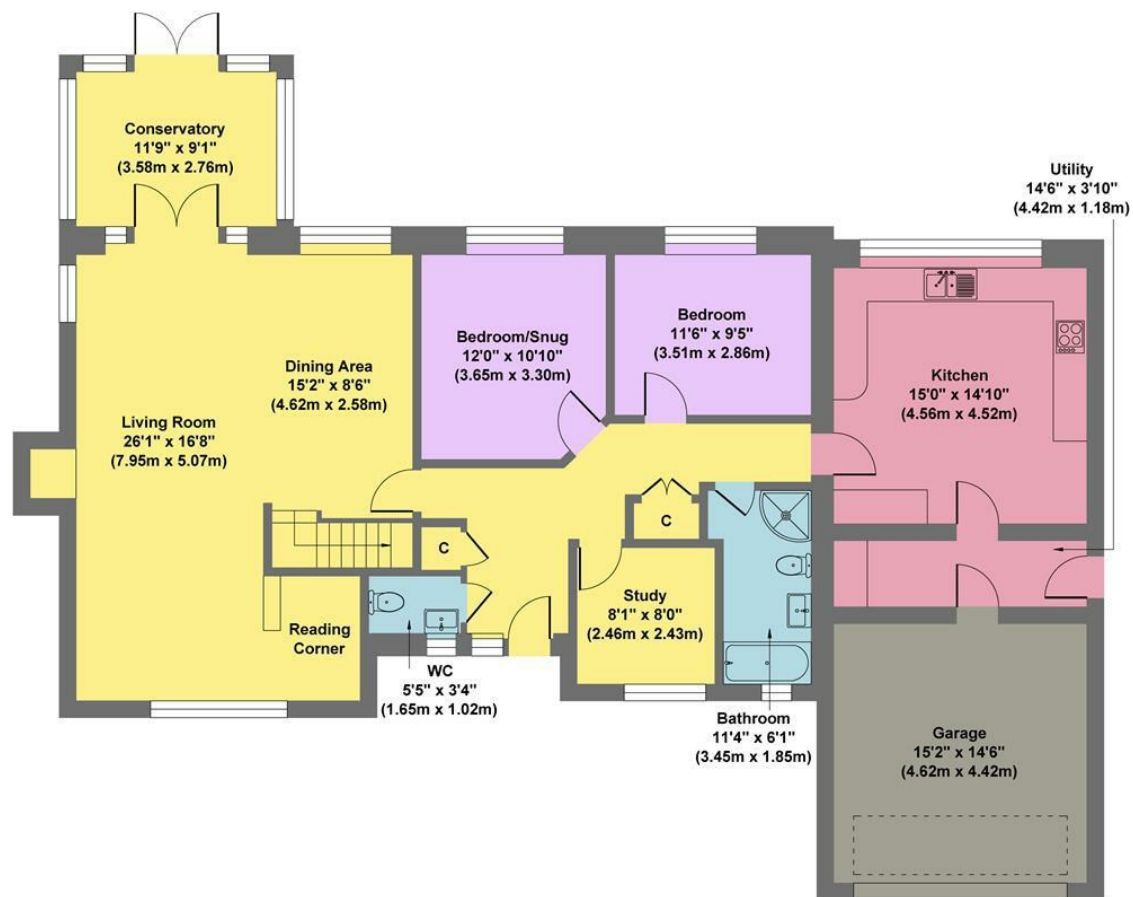 Conservatory
11'9" x 9'1"
(3.58m x 2.76m)
Utility
14'6" x 3'10"
(4.42m x 1.18m)
Bedroom/Snug
12'0" x 10'10"
(3.65m x 3.30m)
Bedroom
11'6" x 9'5"
(3.51m x 2.86m)
Dining Area
15'2" x 8'6"
(4.62m x 2.58m)
Kitchen
15'0" x 14'10"
(4.56m x 4.52m)
Living Room
26'1" x 16'8"
(7.95m x 5.07m)
C
C
Study
8'1" x 8'0"
(2.46m x 2.43m)
Reading
Corner
WC
5'5" x 3'4"
(1.65m x 1.02m)
Bathroom
11'4" x 6'1"
(3.45m x 1.85m)
Garage
15'2" x 14'6"
(4.62m x 4.42m)